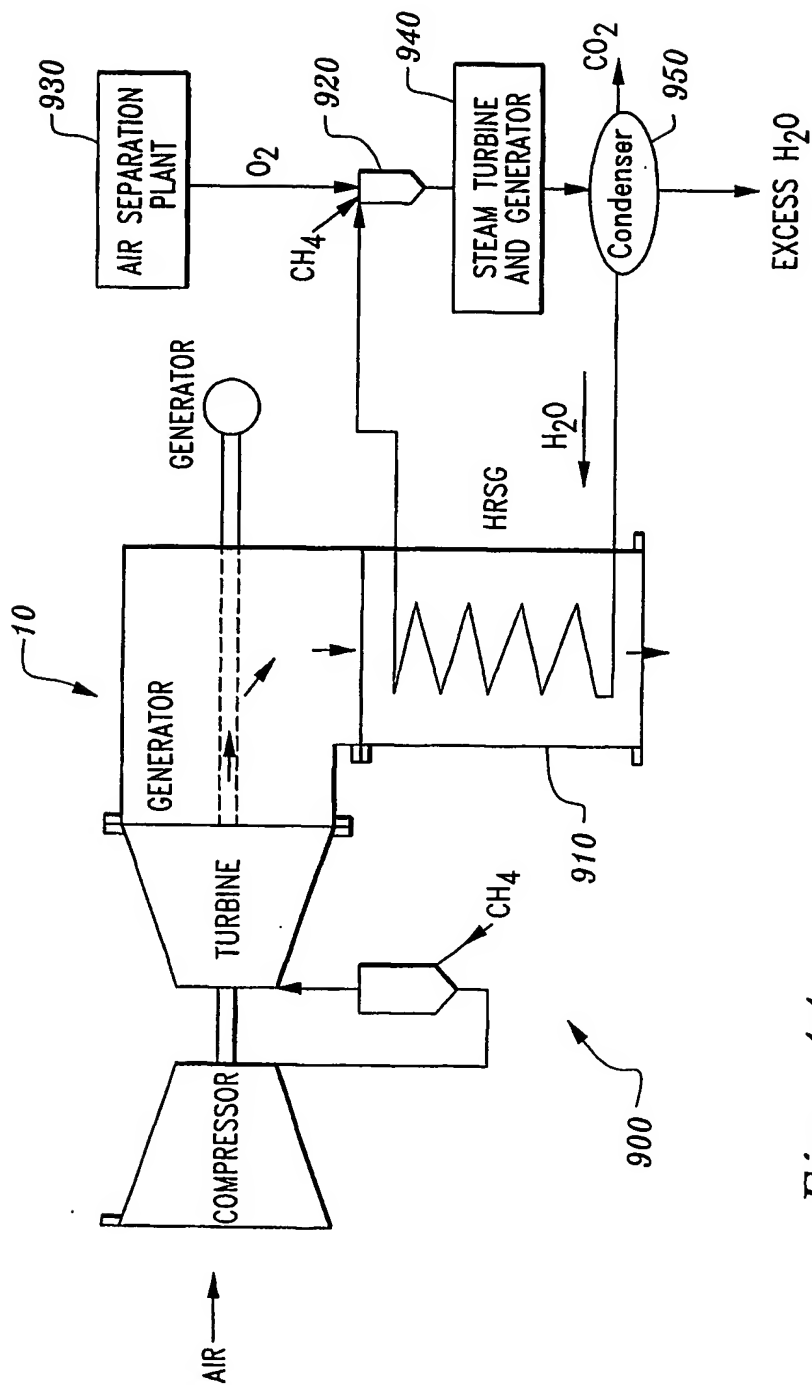 AIR
COMPRESSOR
TURBINE
GENERATOR
10
GENERATOR
CH4
900
910
HRSG
H2O
930
AIR SEPARATION
PLANT
O2
CH4
920
940
STEAM TURBINE
AND GENERATOR
CO2
Condenser
950
EXCESS H2O